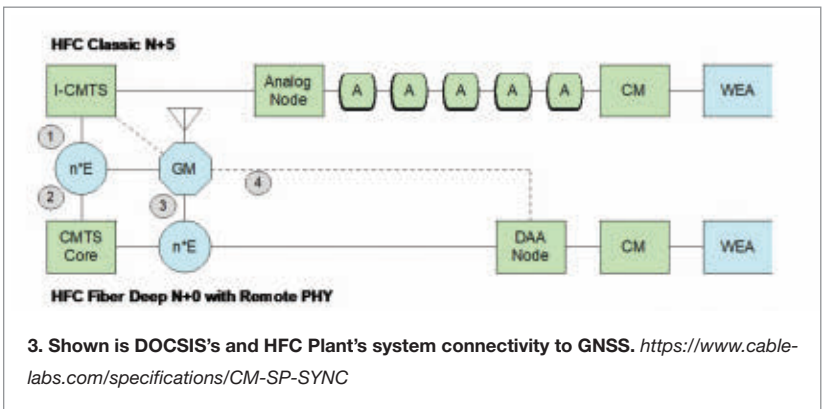 HFC Classic N+5
I-CMTS
Analog
Node
A
A
A
A
A
CM
WEA
1
n*E
GM
4
2
3
CMTS
Core
n*E
DAA
Node
CM
WEA
HFC Fiber Deep N+0 with Remote PHY
3. Shown is DOCSIS's and HFC Plant's system connectivity to GNSS. https://www.cable-
labs.com/specifications/CM-SP-SYNC